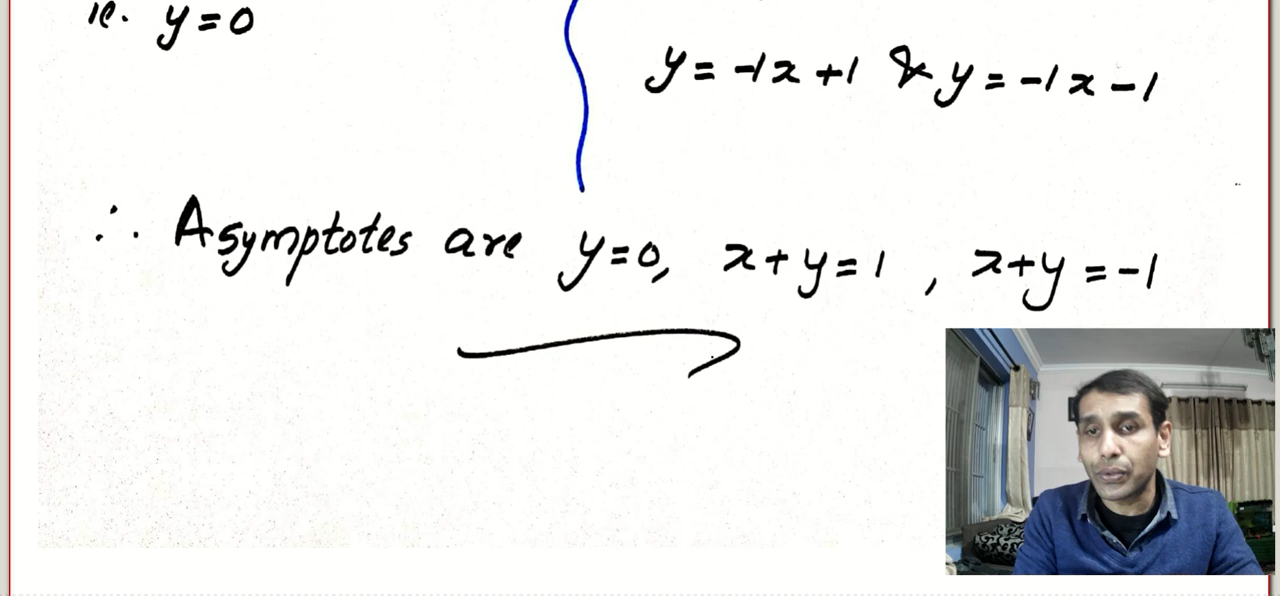 ie. y=0
y = -1x +1 & y = -1x -1
∴ Asymptotes are y=0, x+y=1, x+y=-1